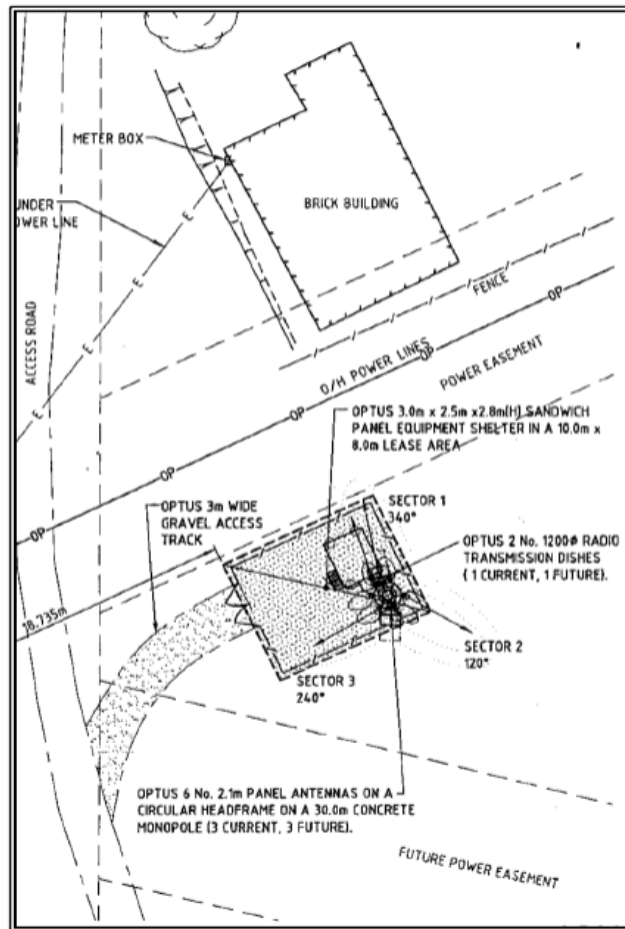 METER BOX
UNDER
OWER LINE
BRICK BUILDING
ACCESS ROAD
E
E
E
E
FENCE
OP
O/H POWER LINES
OP
POWER EASEMENT
OP
OP
OP
OPTUS 3.0m x 2.5m x2.8m(H) SANDWICH
PANEL EQUIPMENT SHELTER IN A 10.0m x
8.0m LEASE AREA
OPTUS 3m WIDE
GRAVEL ACCESS
TRACK
SECTOR 1
340°
OPTUS 2 No. 1200ø RADIO
TRANSMISSION DISHES
( 1 CURRENT, 1 FUTURE).
18.735m
SECTOR 2
120°
SECTOR 3
240°
OPTUS 6 No. 2.1m PANEL ANTENNAS ON A
CIRCULAR HEADFRAME ON A 30.0m CONCRETE
MONOPOLE (3 CURRENT, 3 FUTURE).
FUTURE POWER EASEMENT